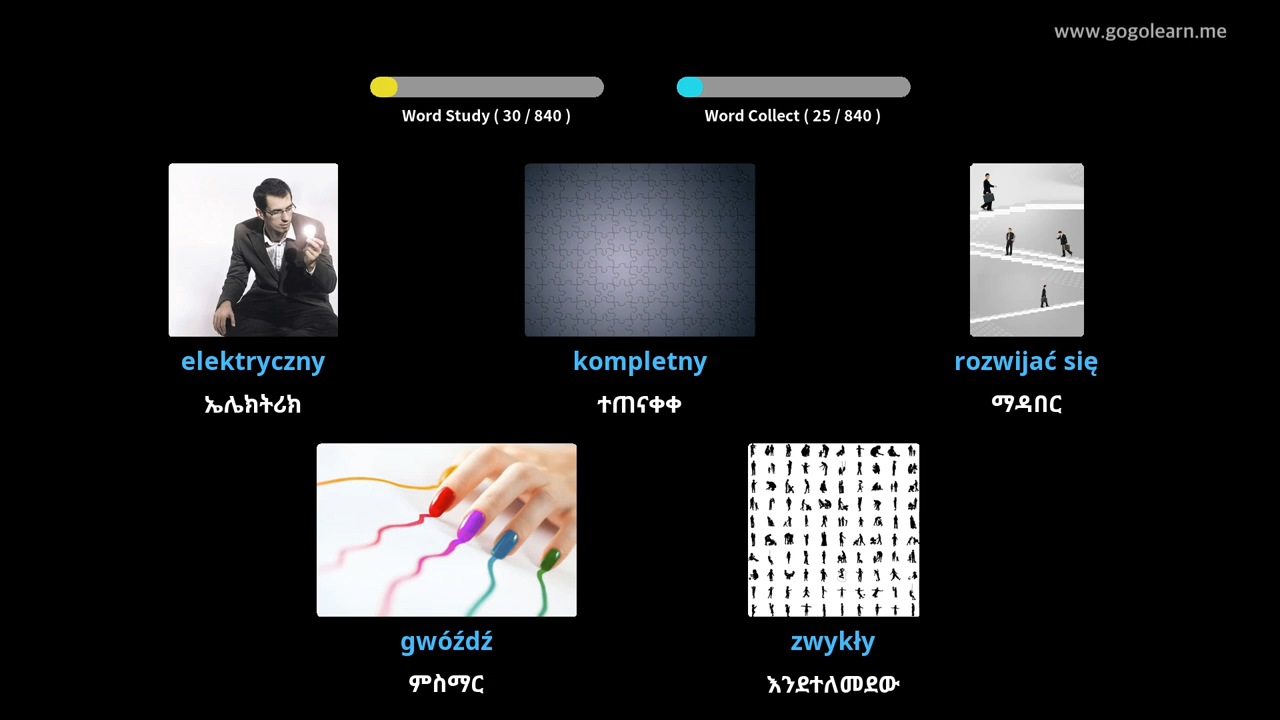 www.gogolearn.me
Word Study ( 30 / 840 )
Word Collect ( 25 / 840 )
elektryczny
ኤሌክትሪክ
kompletny
ተጠናቀቀ
rozwijać się
ማዳበር
gwóźdź
ምስማር
zwykły
እንደተለመደው